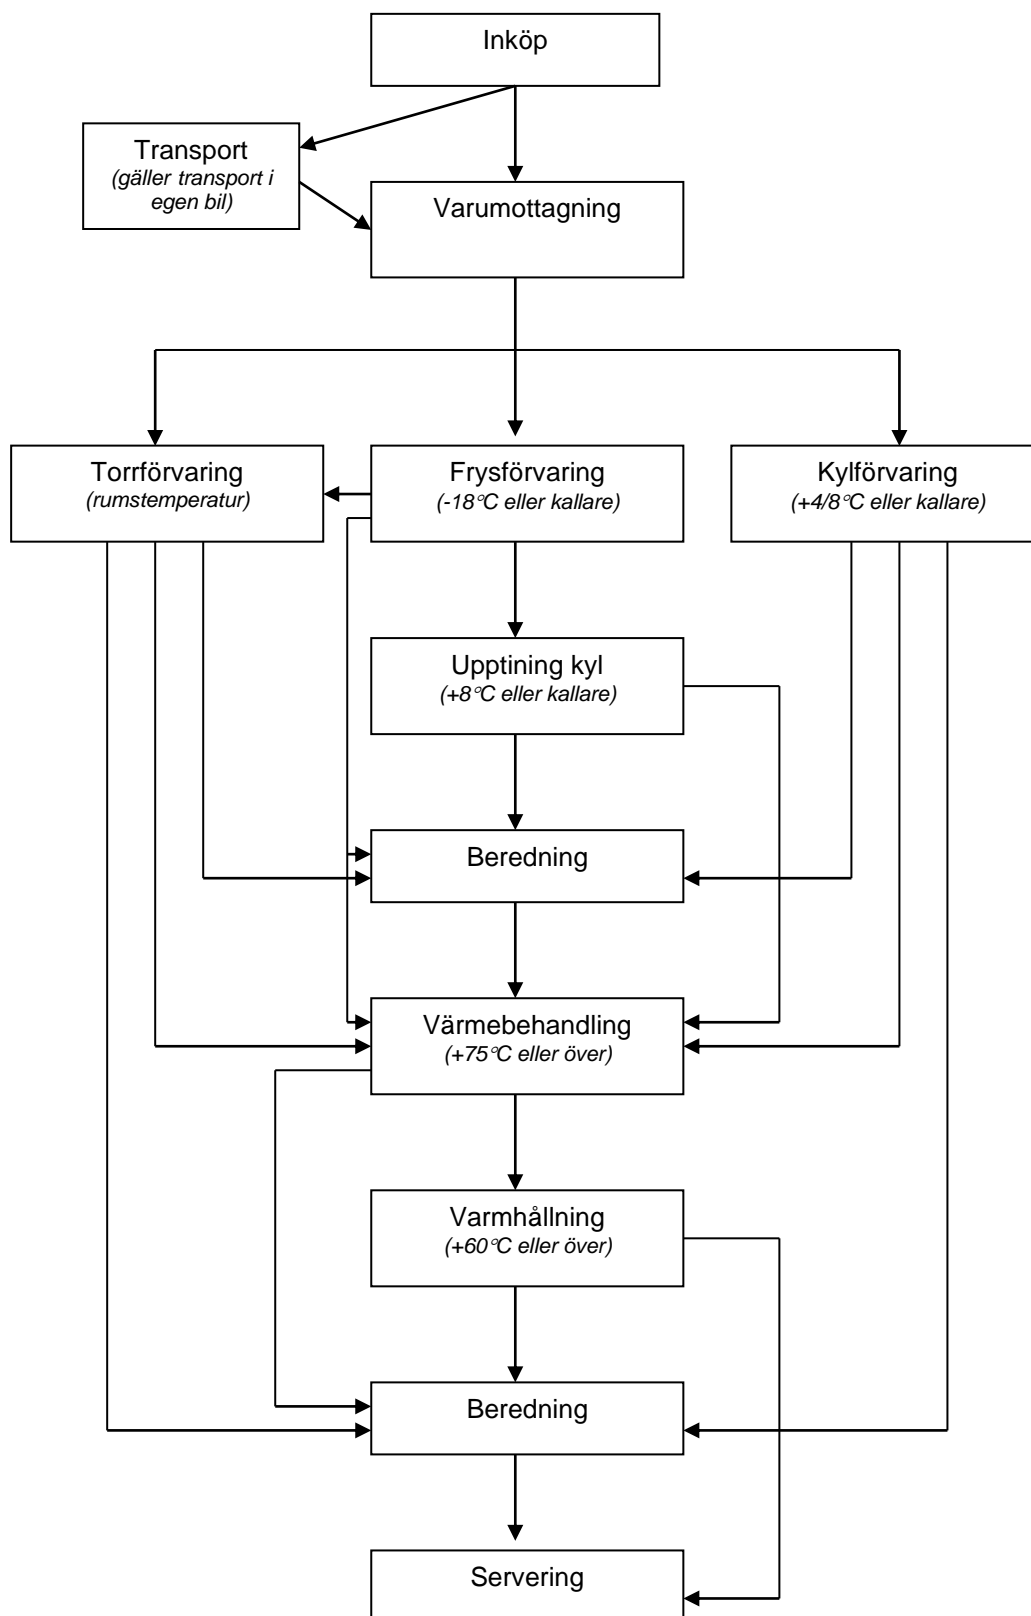 Inköp
Transport
(gäller transport i
egen bil)
Varumottagning
Torrförvaring
(rumstemperatur)
Frysförvaring
(-18°C eller kallare)
Kylförvaring
(+4/8°C eller kallare)
Upptining kyl
(+8°C eller kallare)
Beredning
Värmebehandling
(+75°C eller över)
Varmhållning
(+60°C eller över)
Beredning
Servering